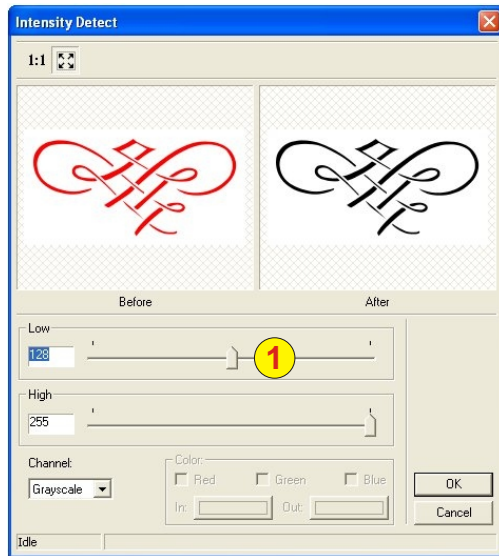 Intensity Detect
1:1
Before After
Low
128
1
High
255
Channel: Color:
Red Green Blue
Grayscale
In: Out:
OK
Cancel
Idle